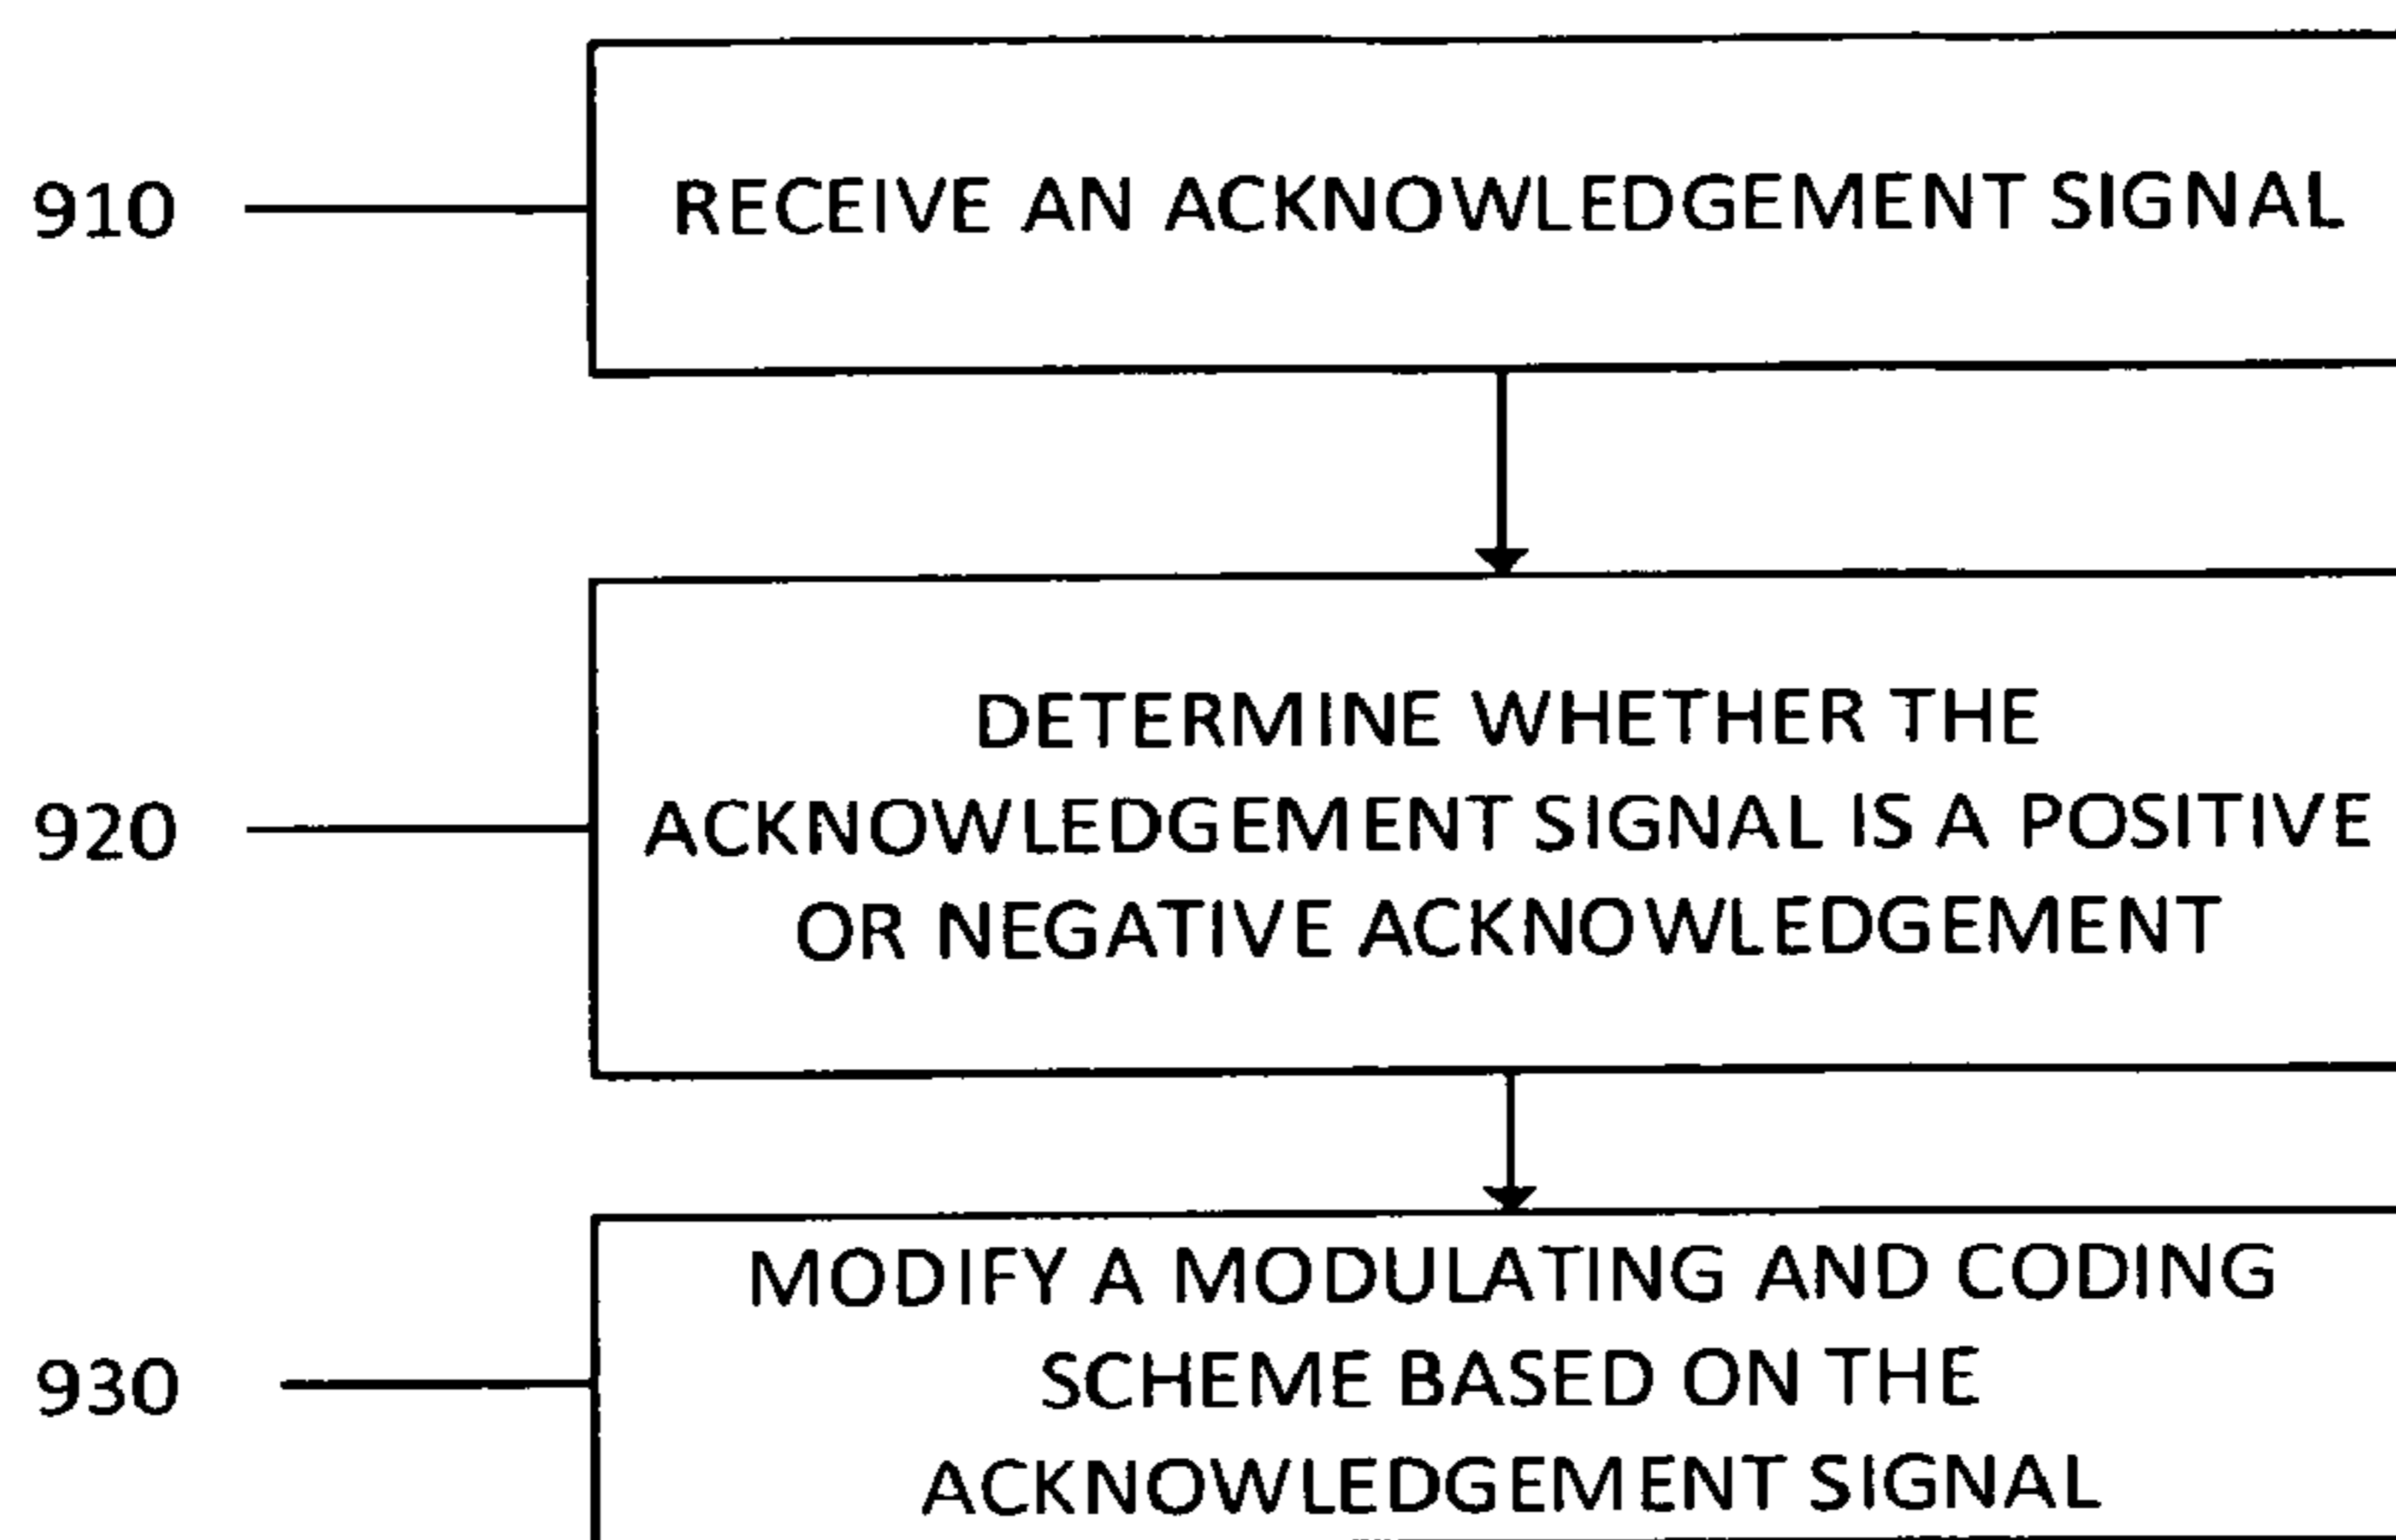 910
RECEIVE AN ACKNOWLEDGEMENT SIGNAL
DETERMINE WHETHER THE
920
ACKNOWLEDGEMENT SIGNAL IS A POSITIVE
OR NEGATIVE ACKNOWLEDGEMENT
MODIFY A MODULATING AND CODING
930
SCHEME BASED ON THE
ACKNOWLEDGEMENT SIGNAL